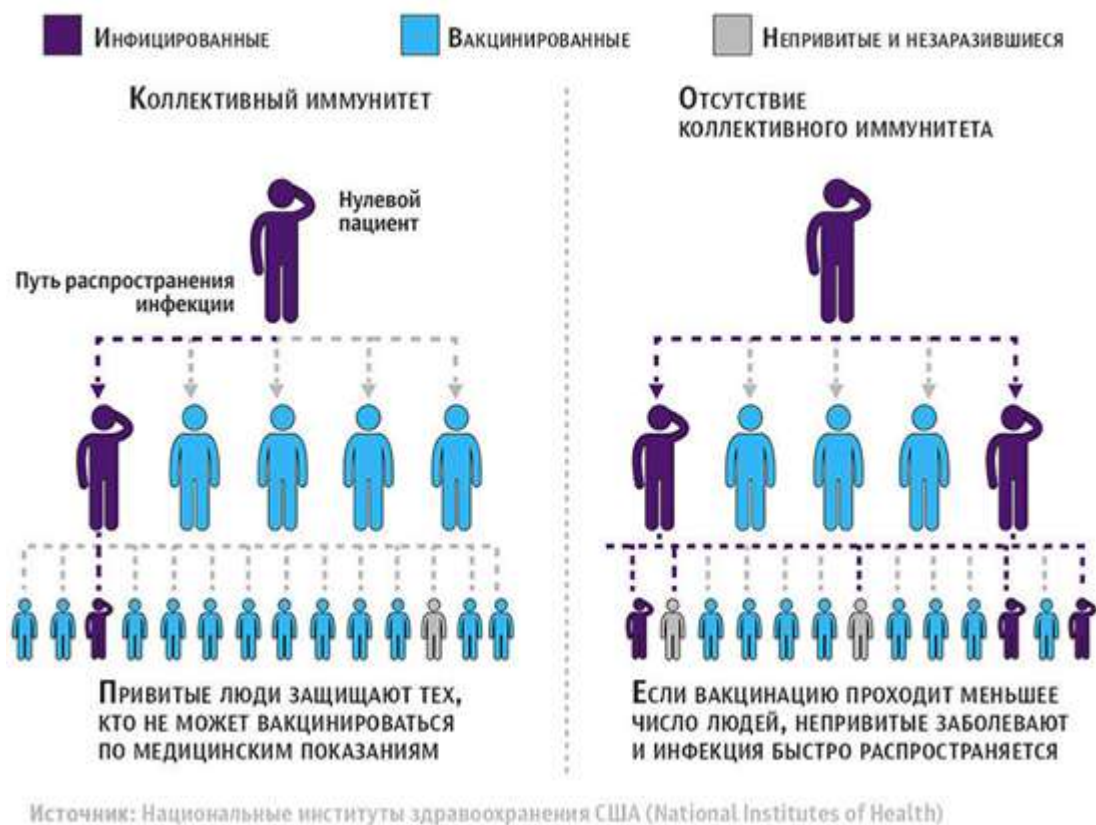 Инфицированные
Вакцинированные
Непривитые и незаразившиеся
Коллективный иммунитет
Нулевой
пациент
Путь распространения
инфекции
Привитые люди защищают тех,
кто не может вакцинироваться
по медицинским показаниям
Отсутствие
коллективного иммунитета
Если вакцинацию проходит меньшее
число людей, непривитые заболевают
и инфекция быстро распространяется
Источник: Национальные институты здравоохранения США (National Institutes of Health)